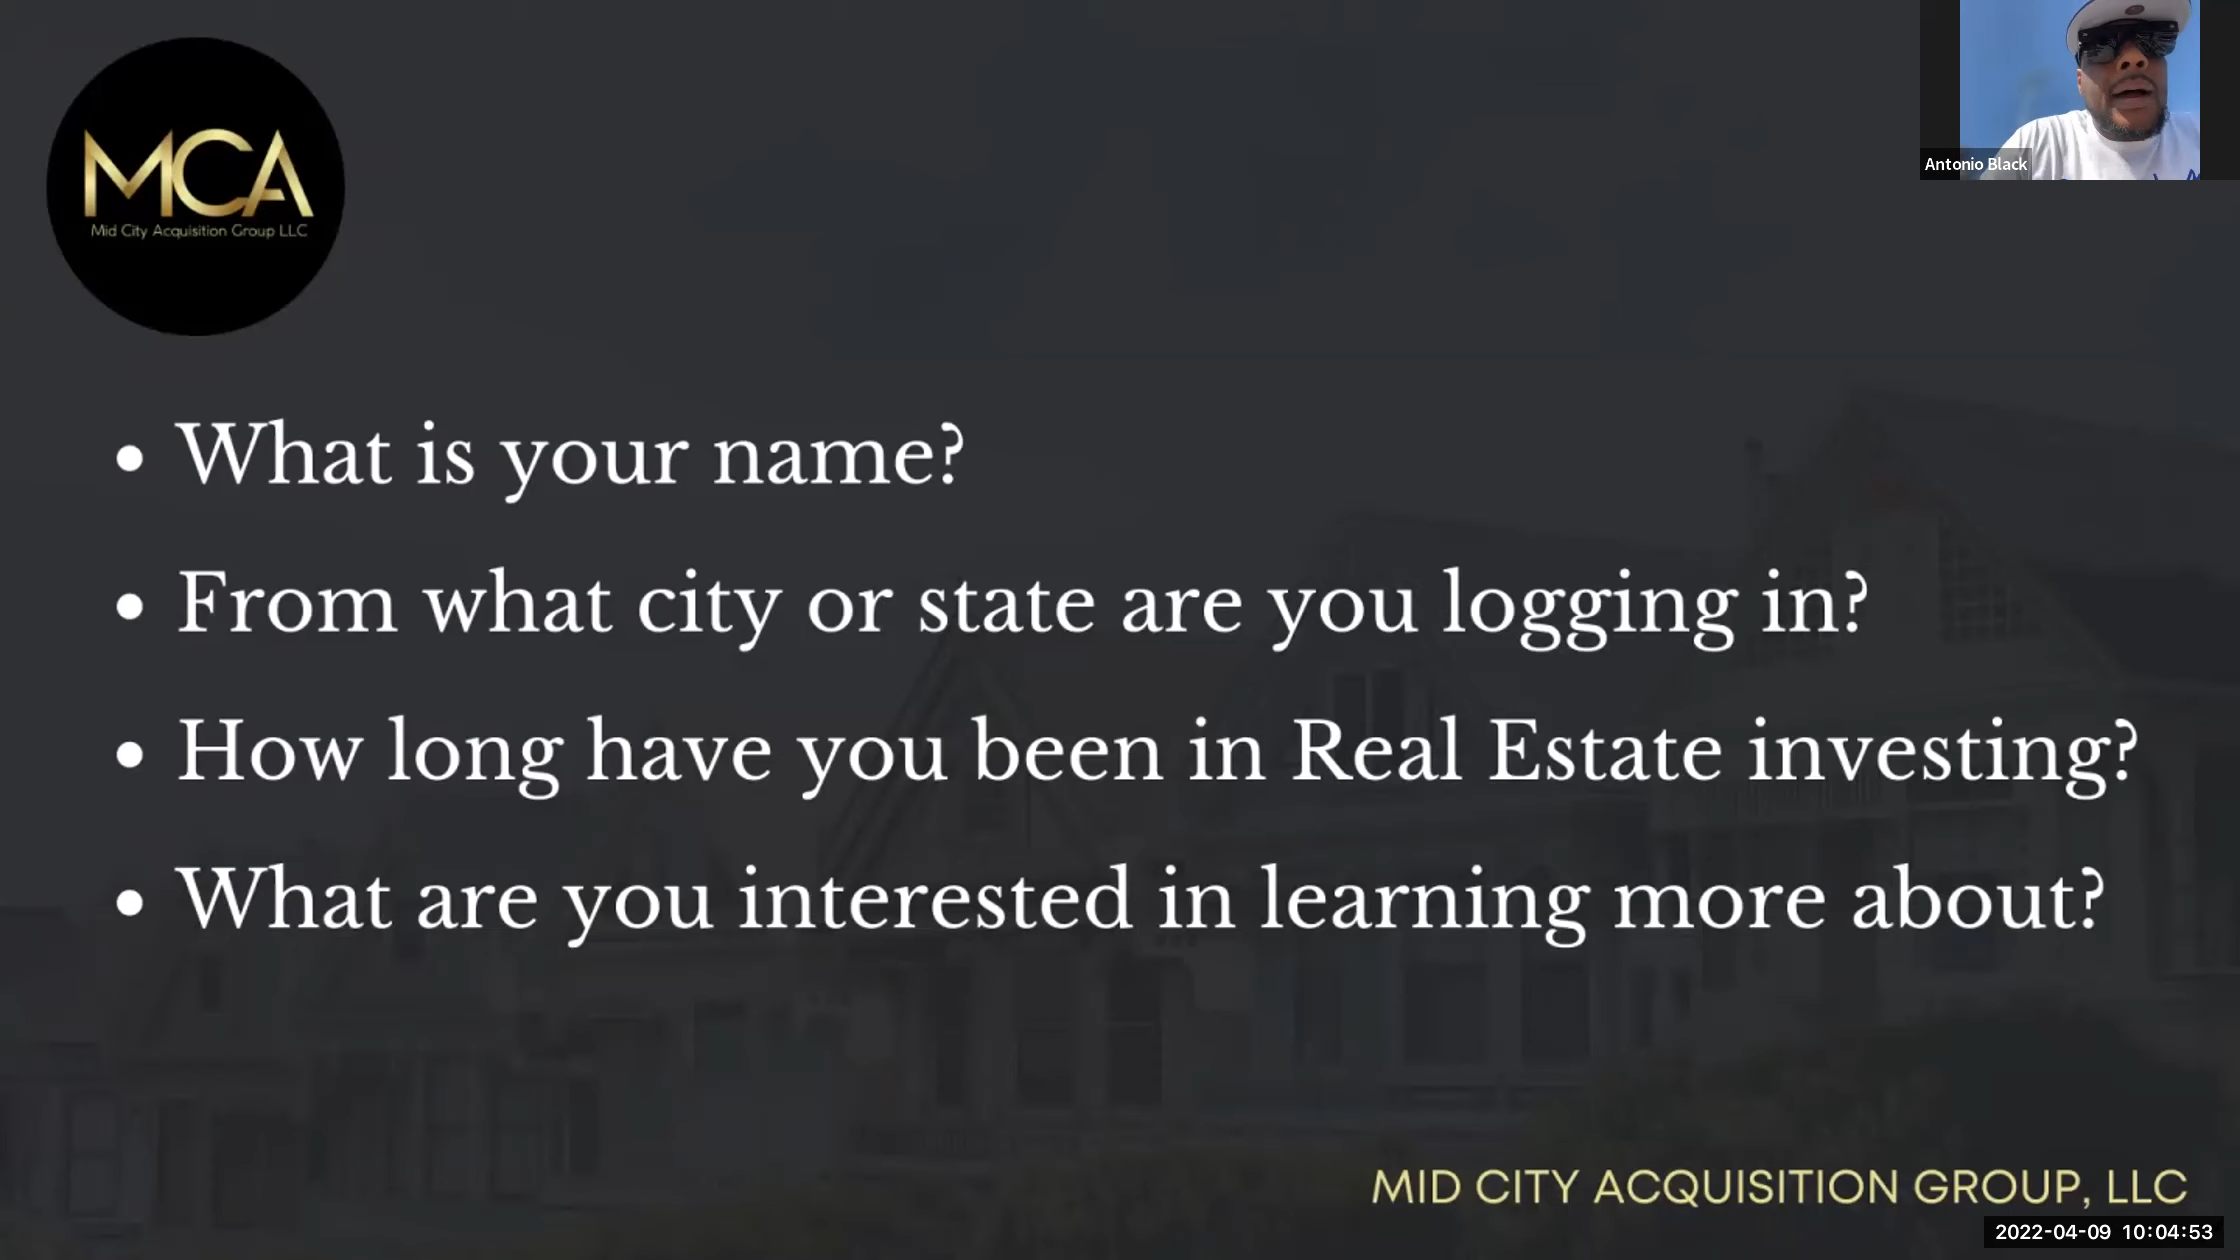 MCA
Mid City Acquisition Group LLC
Antonio Black
• What is your name?
• From what city or state are you logging in?
• How long have you been in Real Estate investing?
• What are you interested in learning more about?
MID CITY ACQUISITION GROUP, LLC
2022-04-09 10:04:53